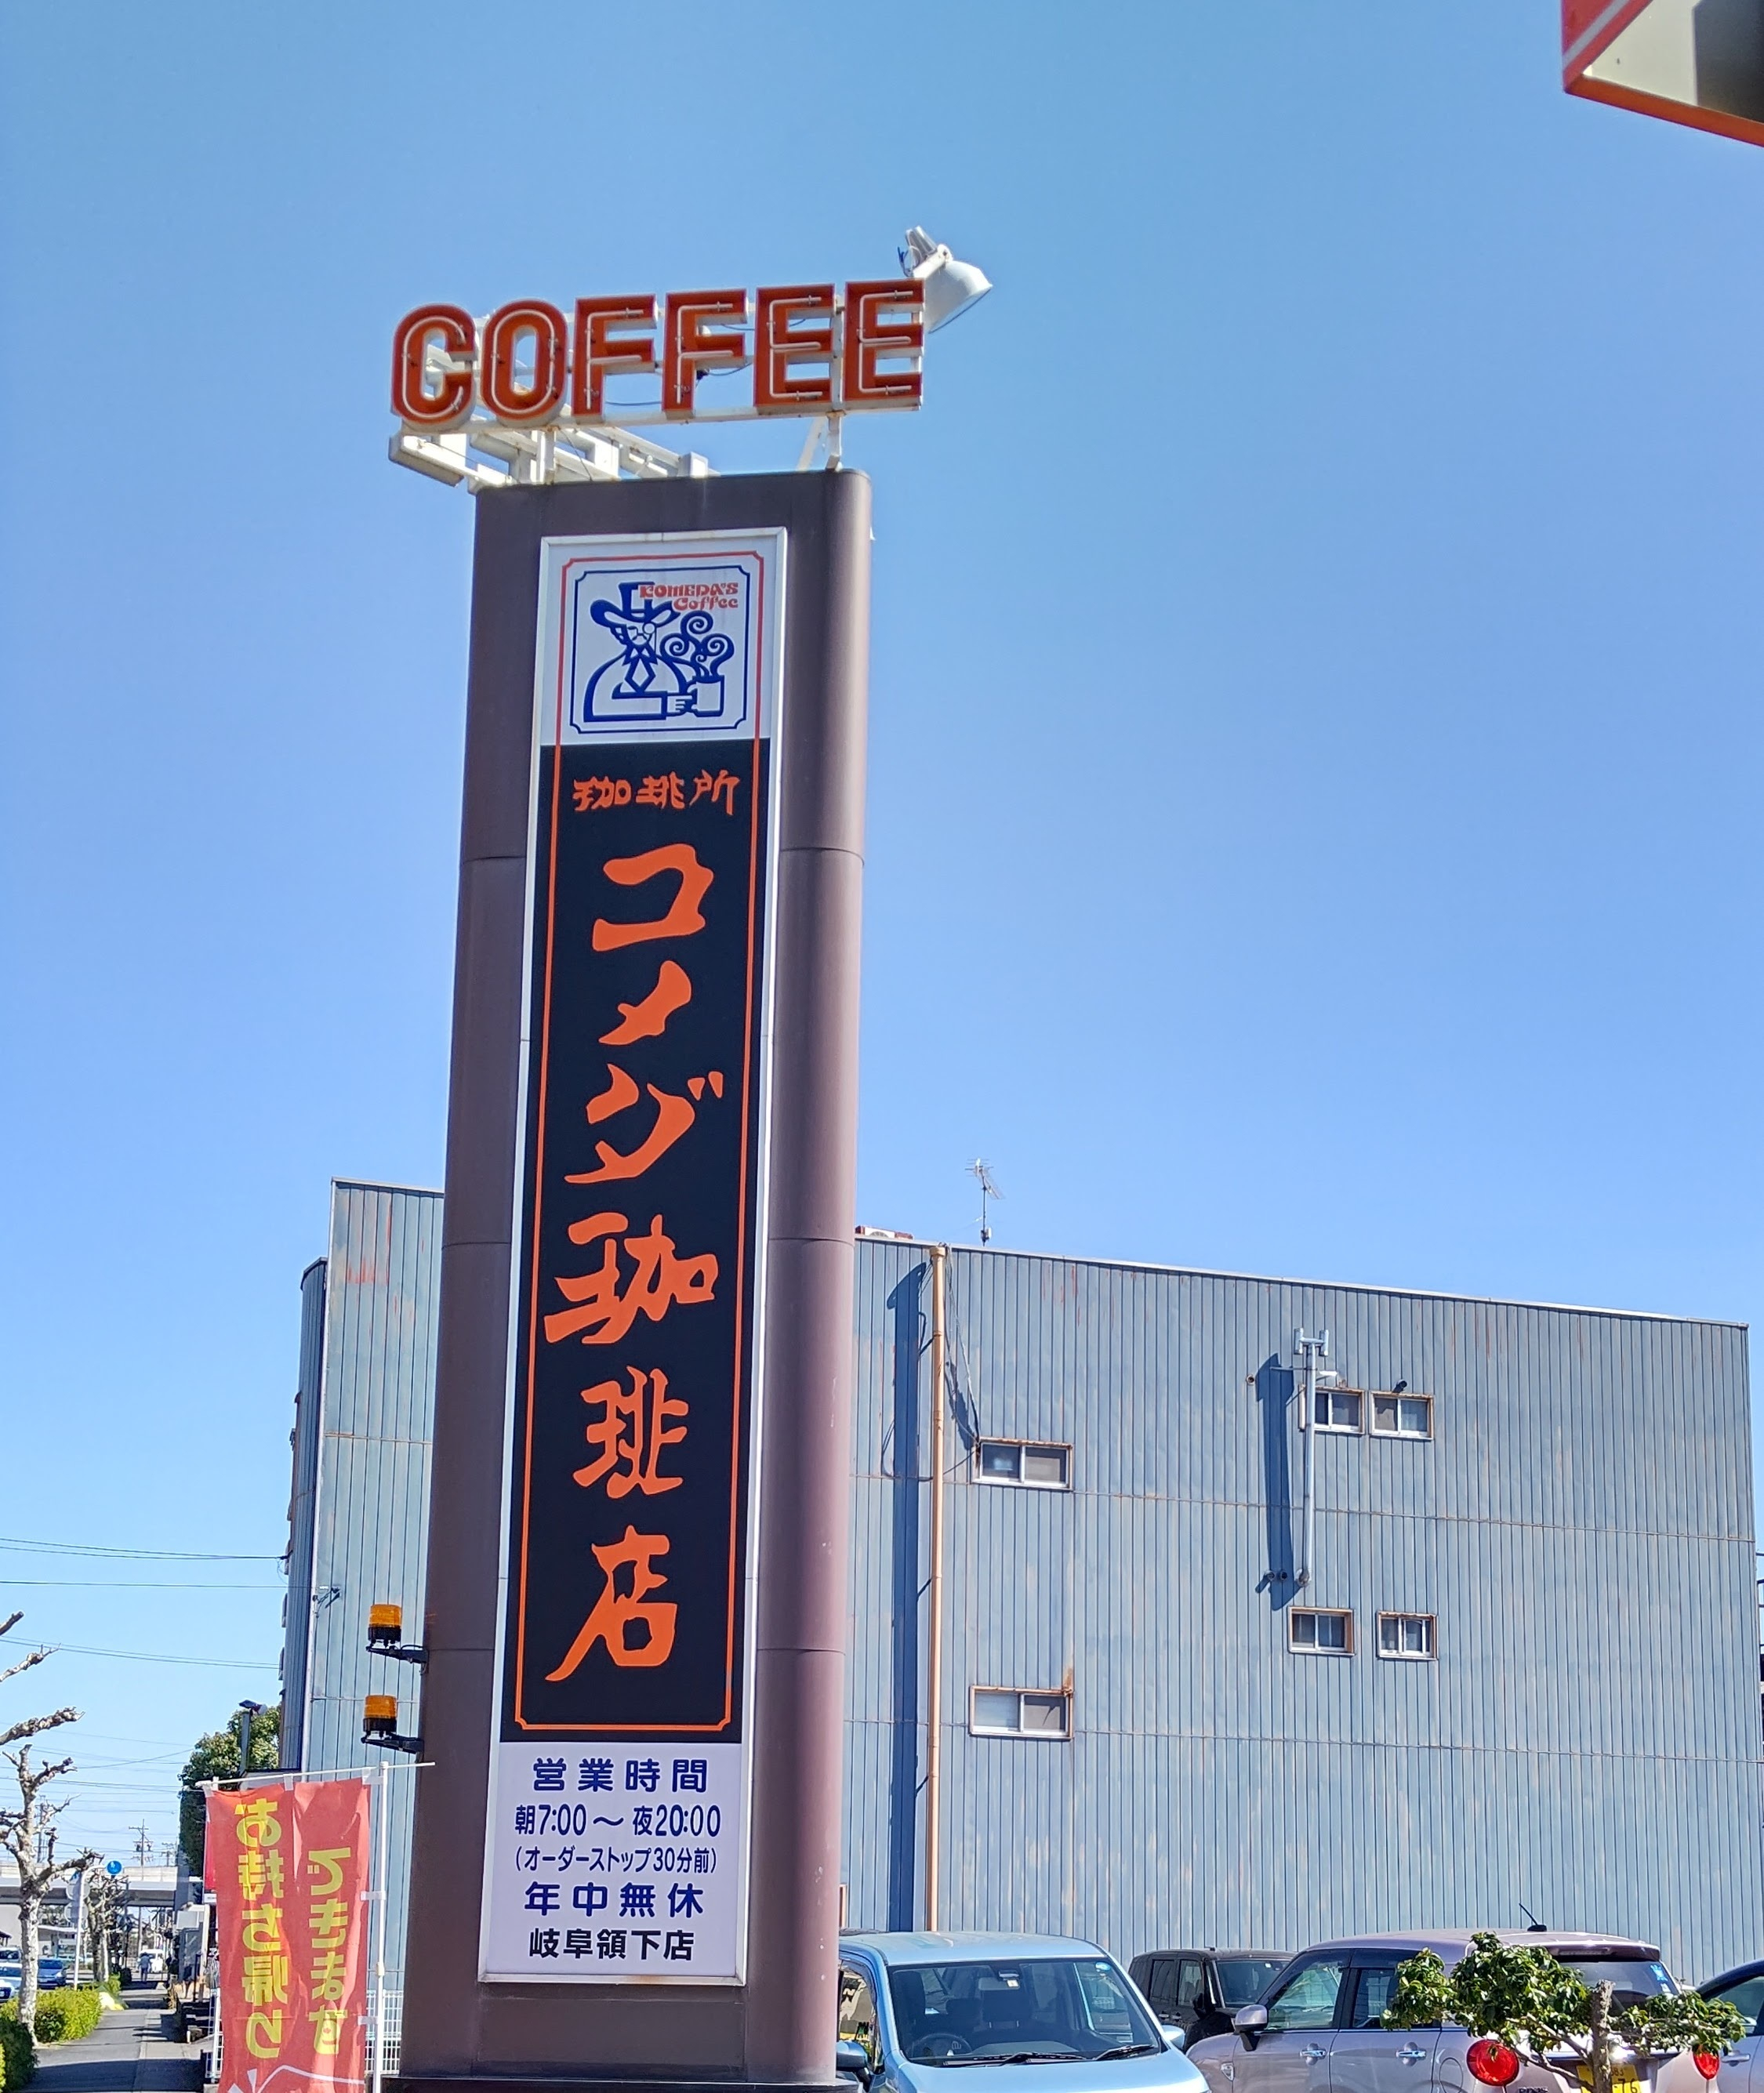 COFFEE
KOMEDA'S
Coffee
珈琲所
コメダ珈琲店
営業時間
朝7:00～夜20:00
(オーダーストップ30分前)
年中無休
岐阜領下店
お持ち帰り
できます